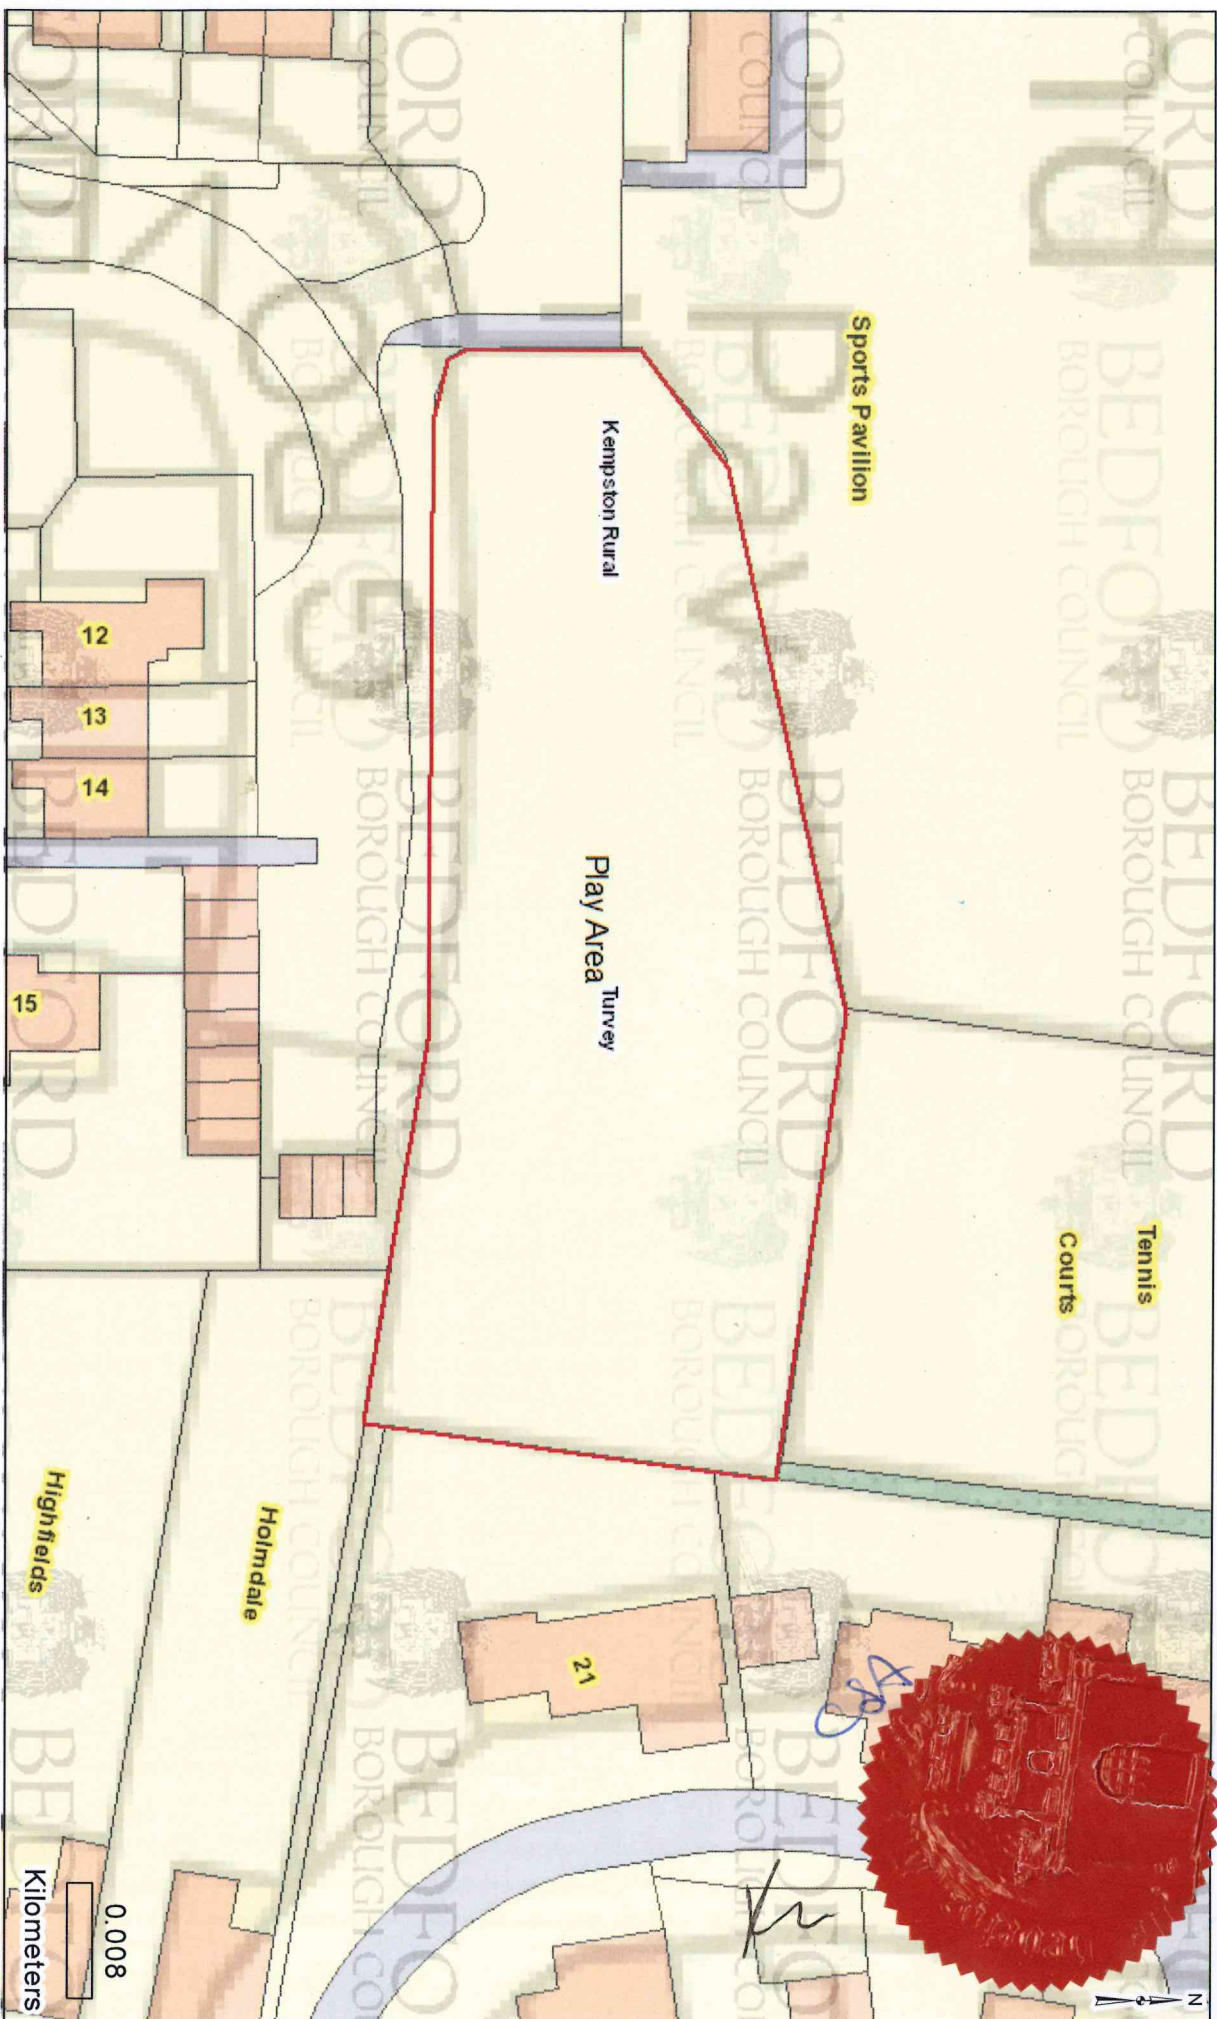 Sports Pavilion
Tennis
Courts
Kempston Rural
Play Area
Turvey
12
13
14
15
21
Holmdale
Highfields
N
0.008
Kilometers
BEDFORD
BOROUGH COUNCIL